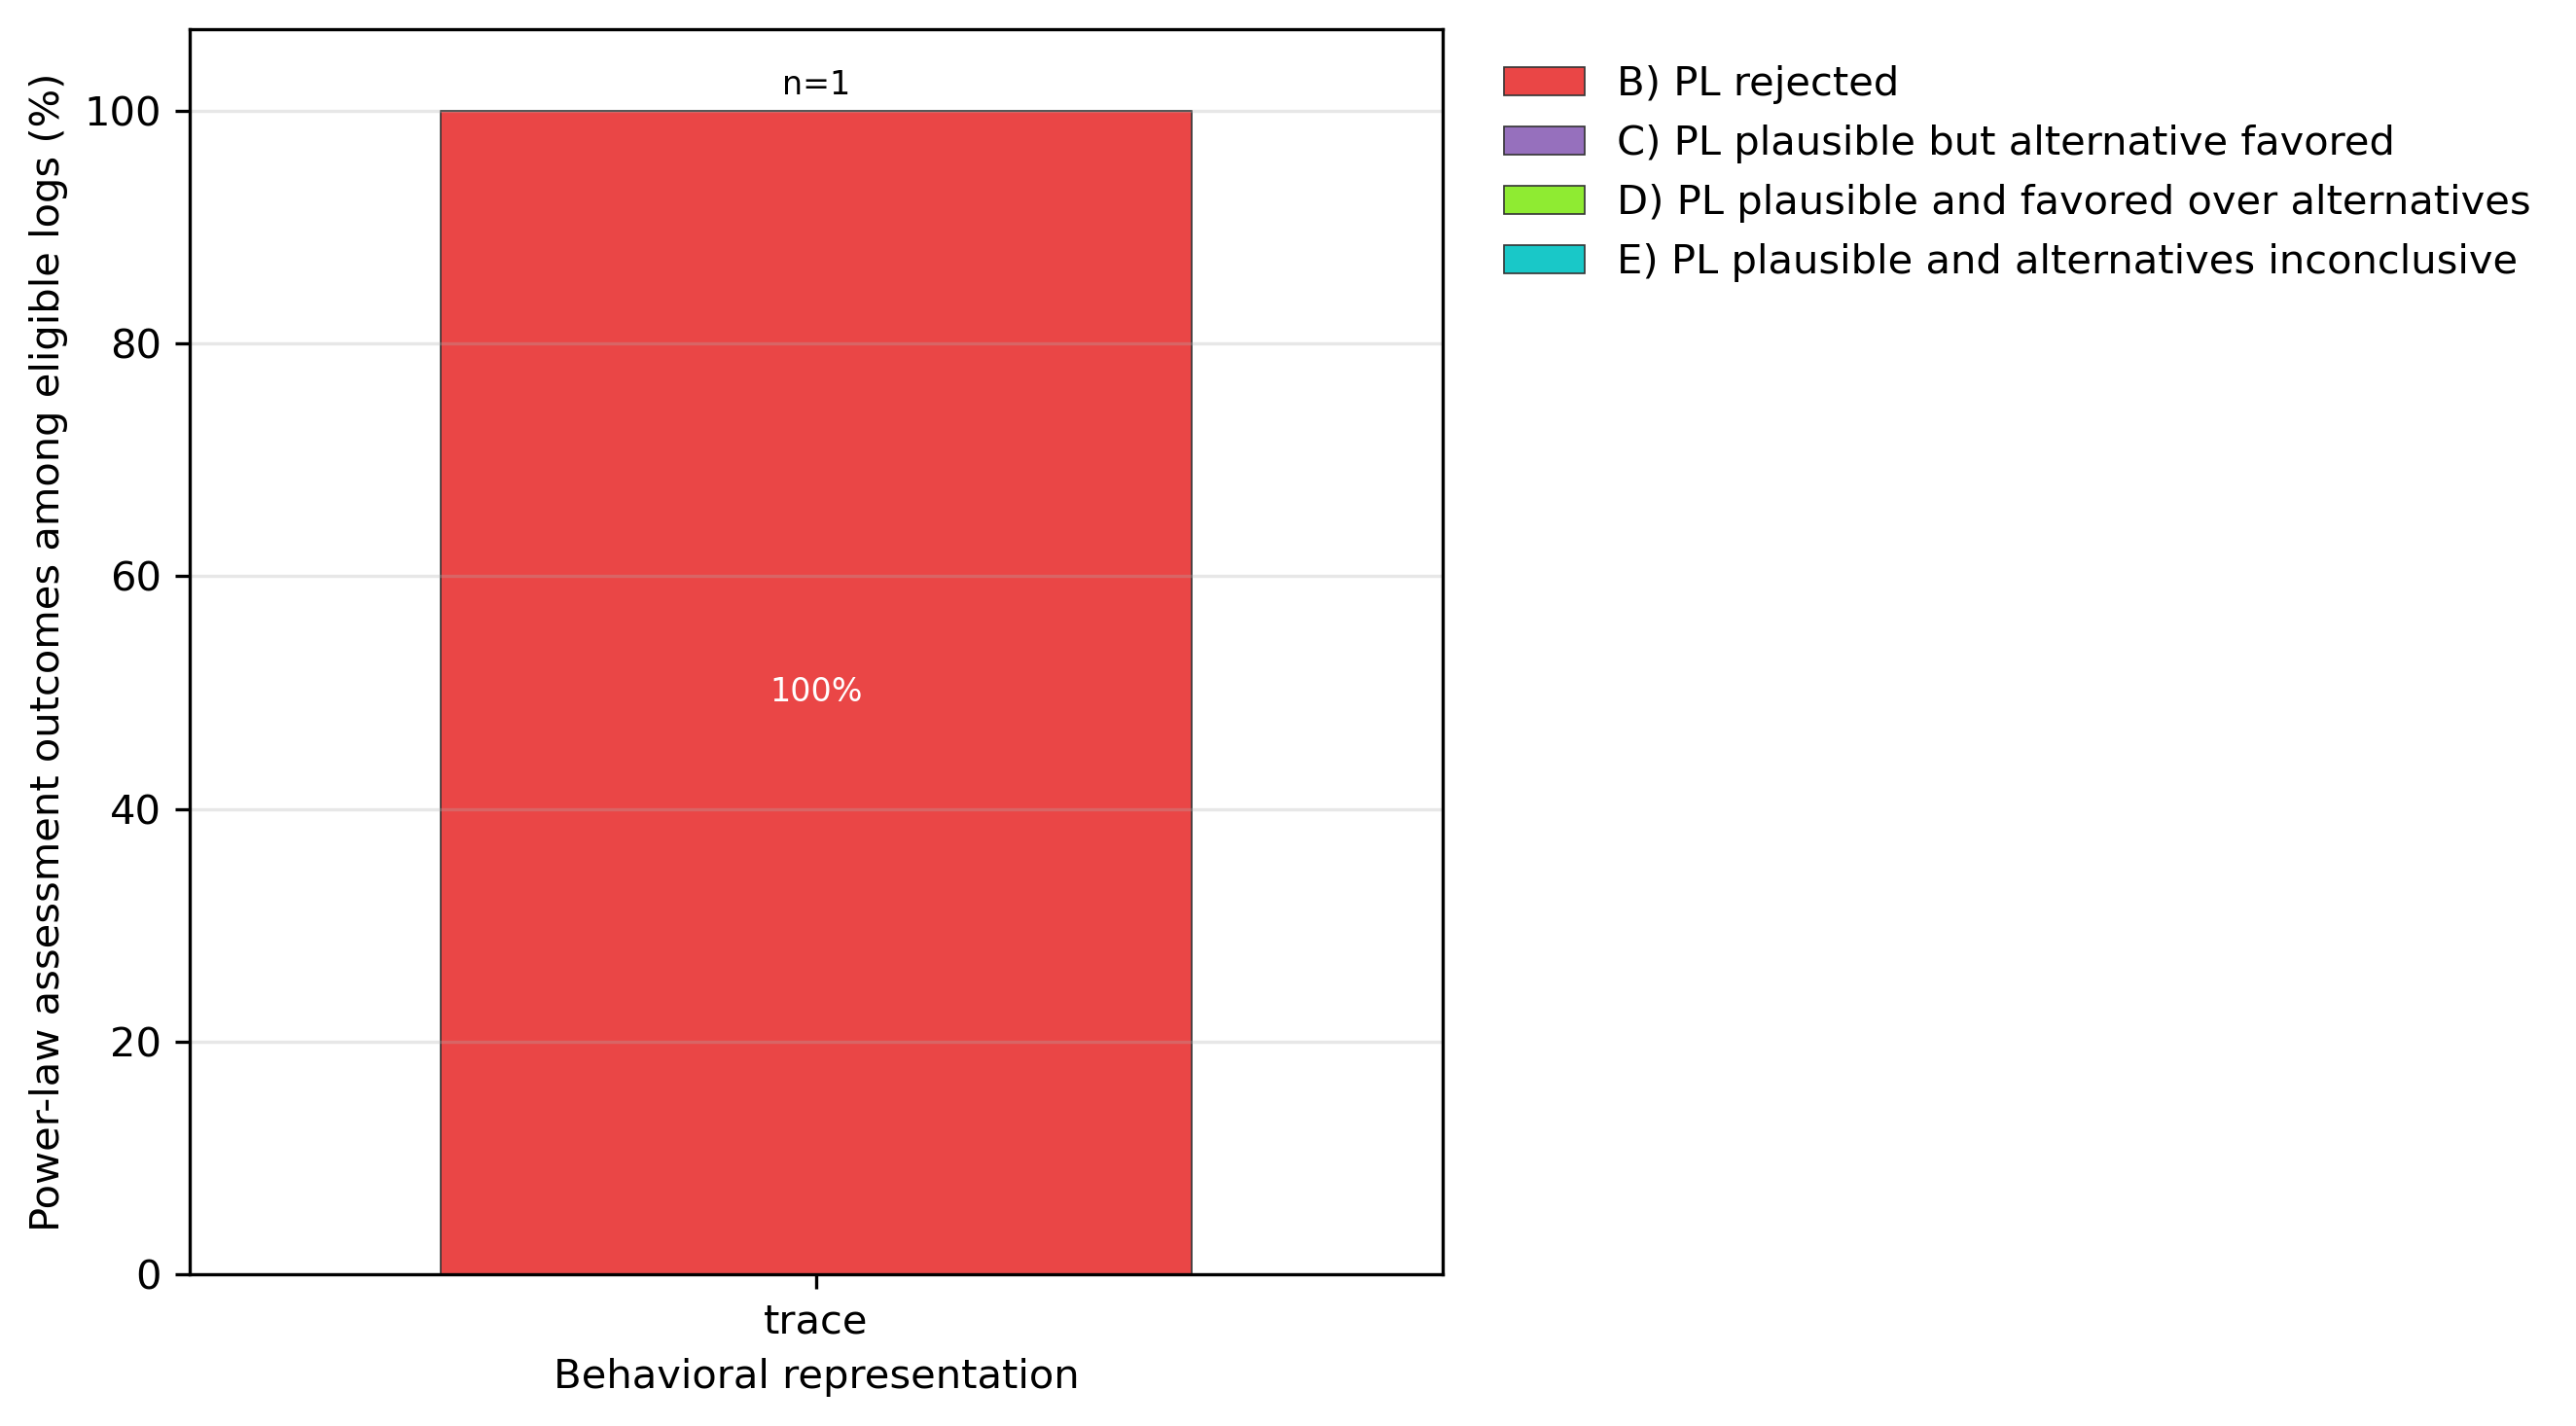 Power-law assessment outcomes among eligible logs (%)
100
80
60
40
20
0
n=1
100%
trace
Behavioral representation
B) PL rejected
C) PL plausible but alternative favored
D) PL plausible and favored over alternatives
E) PL plausible and alternatives inconclusive